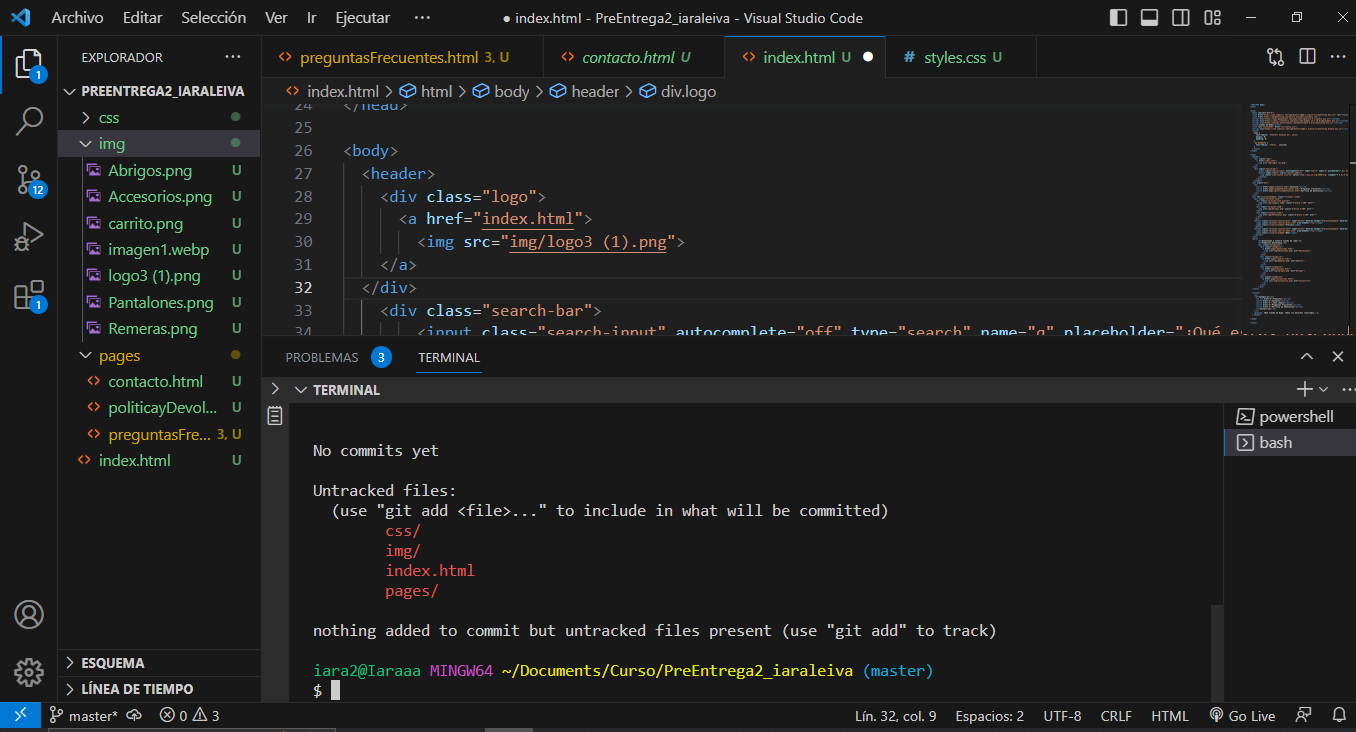 Archivo Editar Selección Ver Ir Ejecutar ··· ● index.html - PreEntrega2_iaraleiva - Visual Studio Code
EXPLORADOR ···
PREENTREGA2_IARALEIVA
css
img
Abrigos.png U
Accesorios.png U
carrito.png U
imagen1.webp U
logo3 (1).png U
Pantalones.png U
Remeras.png U
pages
contacto.html U
politicayDevol... U
preguntasFre... 3, U
index.html U
ESQUEMA
LÍNEA DE TIEMPO
1
12
1
<> preguntasFrecuentes.html 3, U <> contacto.html U <> index.html U ● # styles.css U
<> index.html > html > body > header > div.logo
24 </head>
25
26 <body>
27 <header>
28 <div class="logo">
29 <a href="index.html">
30 <img src="img/logo3 (1).png">
31 </a>
32 </div>
33 <div class="search-bar">
34 <input class="search-input" autocomplete="off" type="search" name="q" placeholder="¿Qué
PROBLEMAS 3 TERMINAL
TERMINAL
powershell
bash
No commits yet
Untracked files:
(use "git add <file>..." to include in what will be committed)
css/
img/
index.html
pages/
nothing added to commit but untracked files present (use "git add" to track)
iara2@Iaraaa MINGW64 ~/Documents/Curso/PreEntrega2_iaraleiva (master)
$
master* 0 3 Lín. 32, col. 9 Espacios: 2 UTF-8 CRLF HTML Go Live